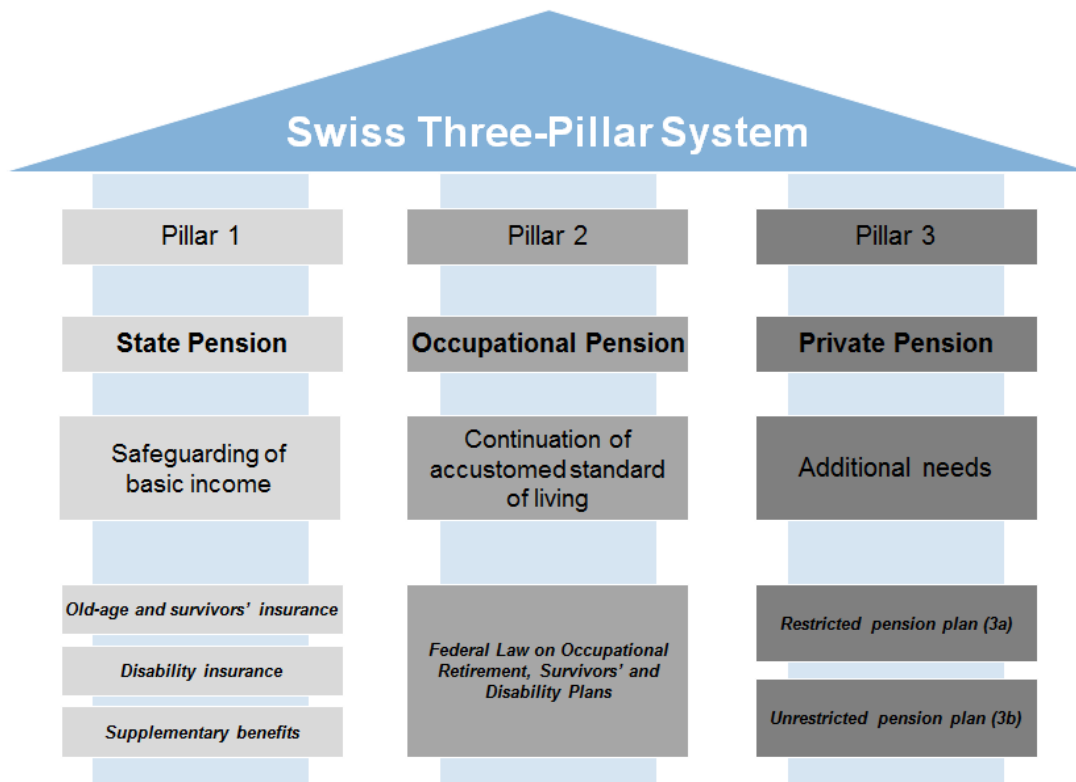 Swiss Three-Pillar System
Pillar 1
State Pension
Safeguarding of
basic income
Old-age and survivors’ insurance
Disability insurance
Supplementary benefits
Pillar 2
Occupational Pension
Continuation of
accustomed standard
of living
Federal Law on Occupational
Retirement, Survivors’ and
Disability Plans
Pillar 3
Private Pension
Additional needs
Restricted pension plan (3a)
Unrestricted pension plan (3b)